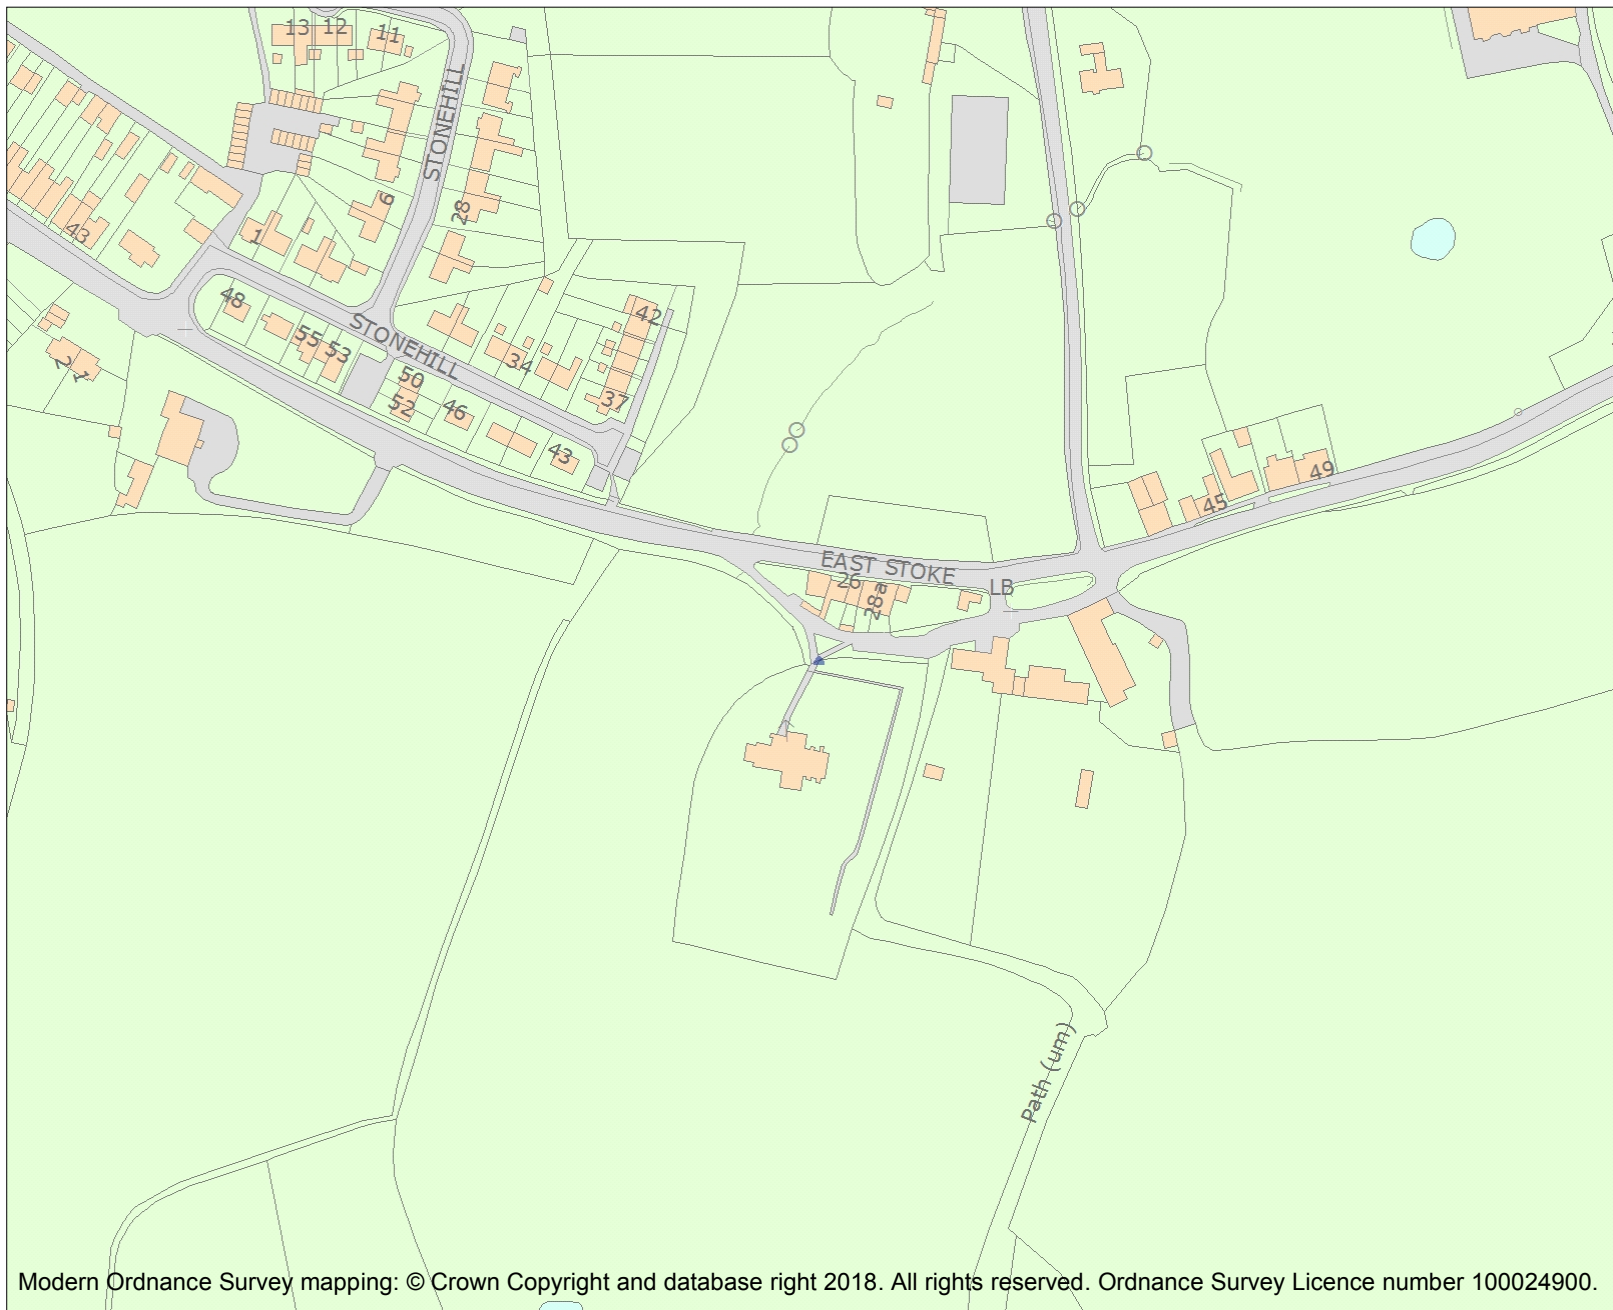 13 12 11
STONEHILL
6
28
43
1
48
STONEHILL
42
55
53
34
2
1
50
52
46
37
43
49
45
EAST STOKE
26
28a
LB
Path (um)
Modern Ordnance Survey mapping: © Crown Copyright and database right 2018. All rights reserved. Ordnance Survey Licence number 100024900.